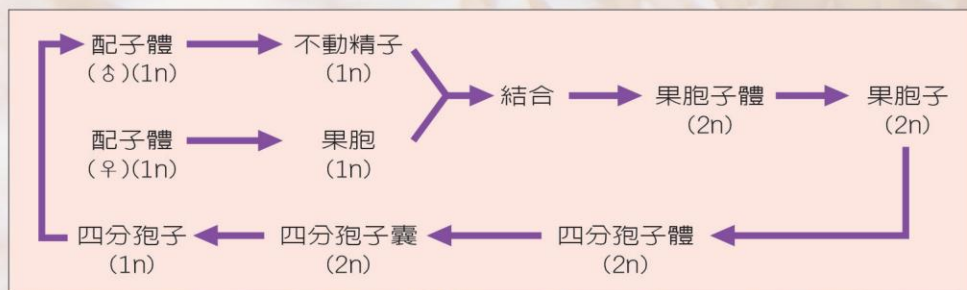 配子體
(♂)(1n)
不動精子
(1n)
配子體
(♀)(1n)
果胞
(1n)
結合
果胞子體
(2n)
果胞子
(2n)
四分孢子
(1n)
四分孢子囊
(2n)
四分孢子體
(2n)